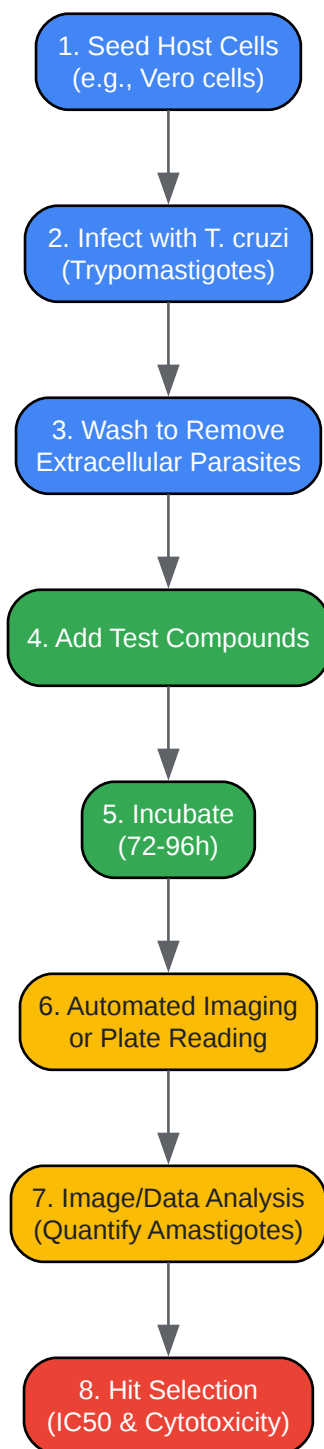 1. Seed Host Cells
(e.g., Vero cells)
2. Infect with T. cruzi
(Trypomastigotes)
3. Wash to Remove
Extracellular Parasites
4. Add Test Compounds
5. Incubate
(72-96h)
6. Automated Imaging
or Plate Reading
7. Image/Data Analysis
(Quantify Amastigotes)
8. Hit Selection
(IC50 & Cytotoxicity)